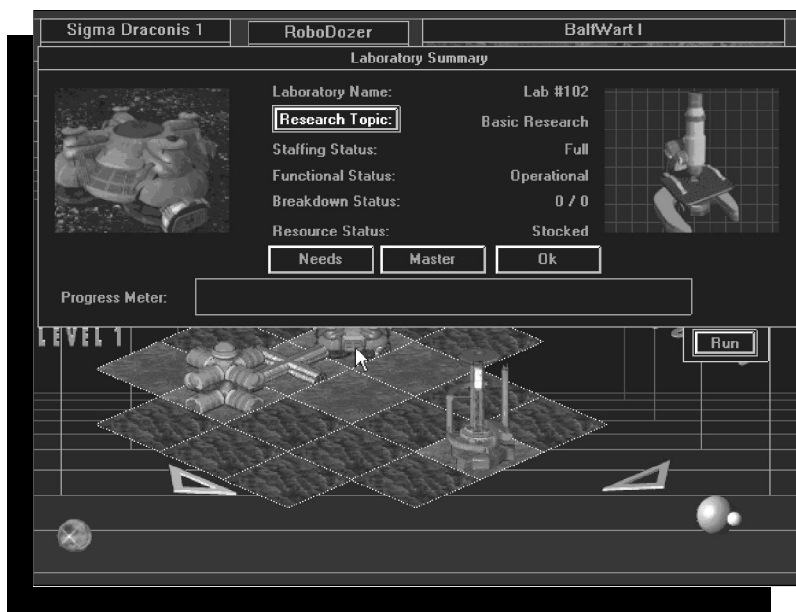 Sigma Draconis 1 RoboDozer BalfWart I
Laboratory Summary
Laboratory Name: Lab #102
Research Topic: Basic Research
Staffing Status: Full
Functional Status: Operational
Breakdown Status: 0 / 0
Resource Status: Stocked
Needs Master Ok
Progress Meter:
LEVEL 1
Run